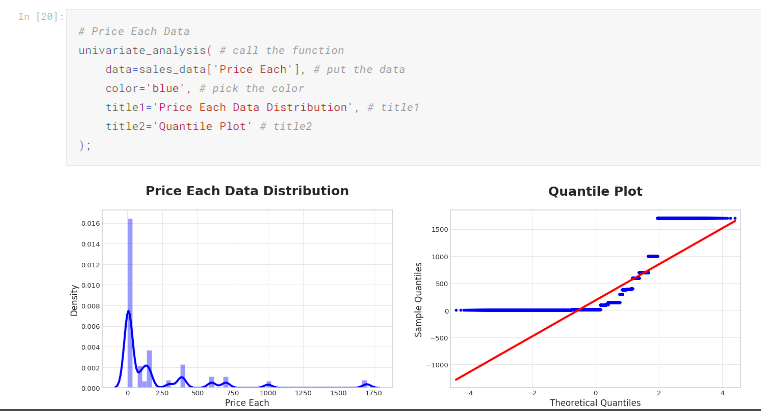 In [20]:
# Price Each Data
univariate_analysis( # call the function
data=sales_data['Price Each'], # put the data
color='blue', # pick the color
title1='Price Each Data Distribution', # title1
title2='Quantile Plot' # title2
);
Price Each Data Distribution
Density
0.016
0.014
0.012
0.010
0.008
0.006
0.004
0.002
0.000
0 250 500 750 1000 1250 1500 1750
Price Each
Quantile Plot
Sample Quantiles
1500
1000
500
0
−500
−1000
−4 −2 0 2 4
Theoretical Quantiles